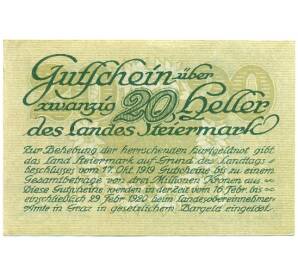 Gutschein über
zwanzig 20 Heller
des Landes Steiermark
Zur Behebung der herrschenden Hartgeldnot gibt
das Land Steiermark auf Grund des Landtags-
beschlusses vom 17. Okt. 1919 Gutscheine bis zu einem
Gesamtbetrage von drei Millionen Kronen aus –
Diese Gutscheine werden in der Zeit vom 16. Febr. bis
einschließlich 29. Febr. 1920 beim Landesobereinnehmer-
Amte in Graz in gesetzlichem Bargeld eingelöst.